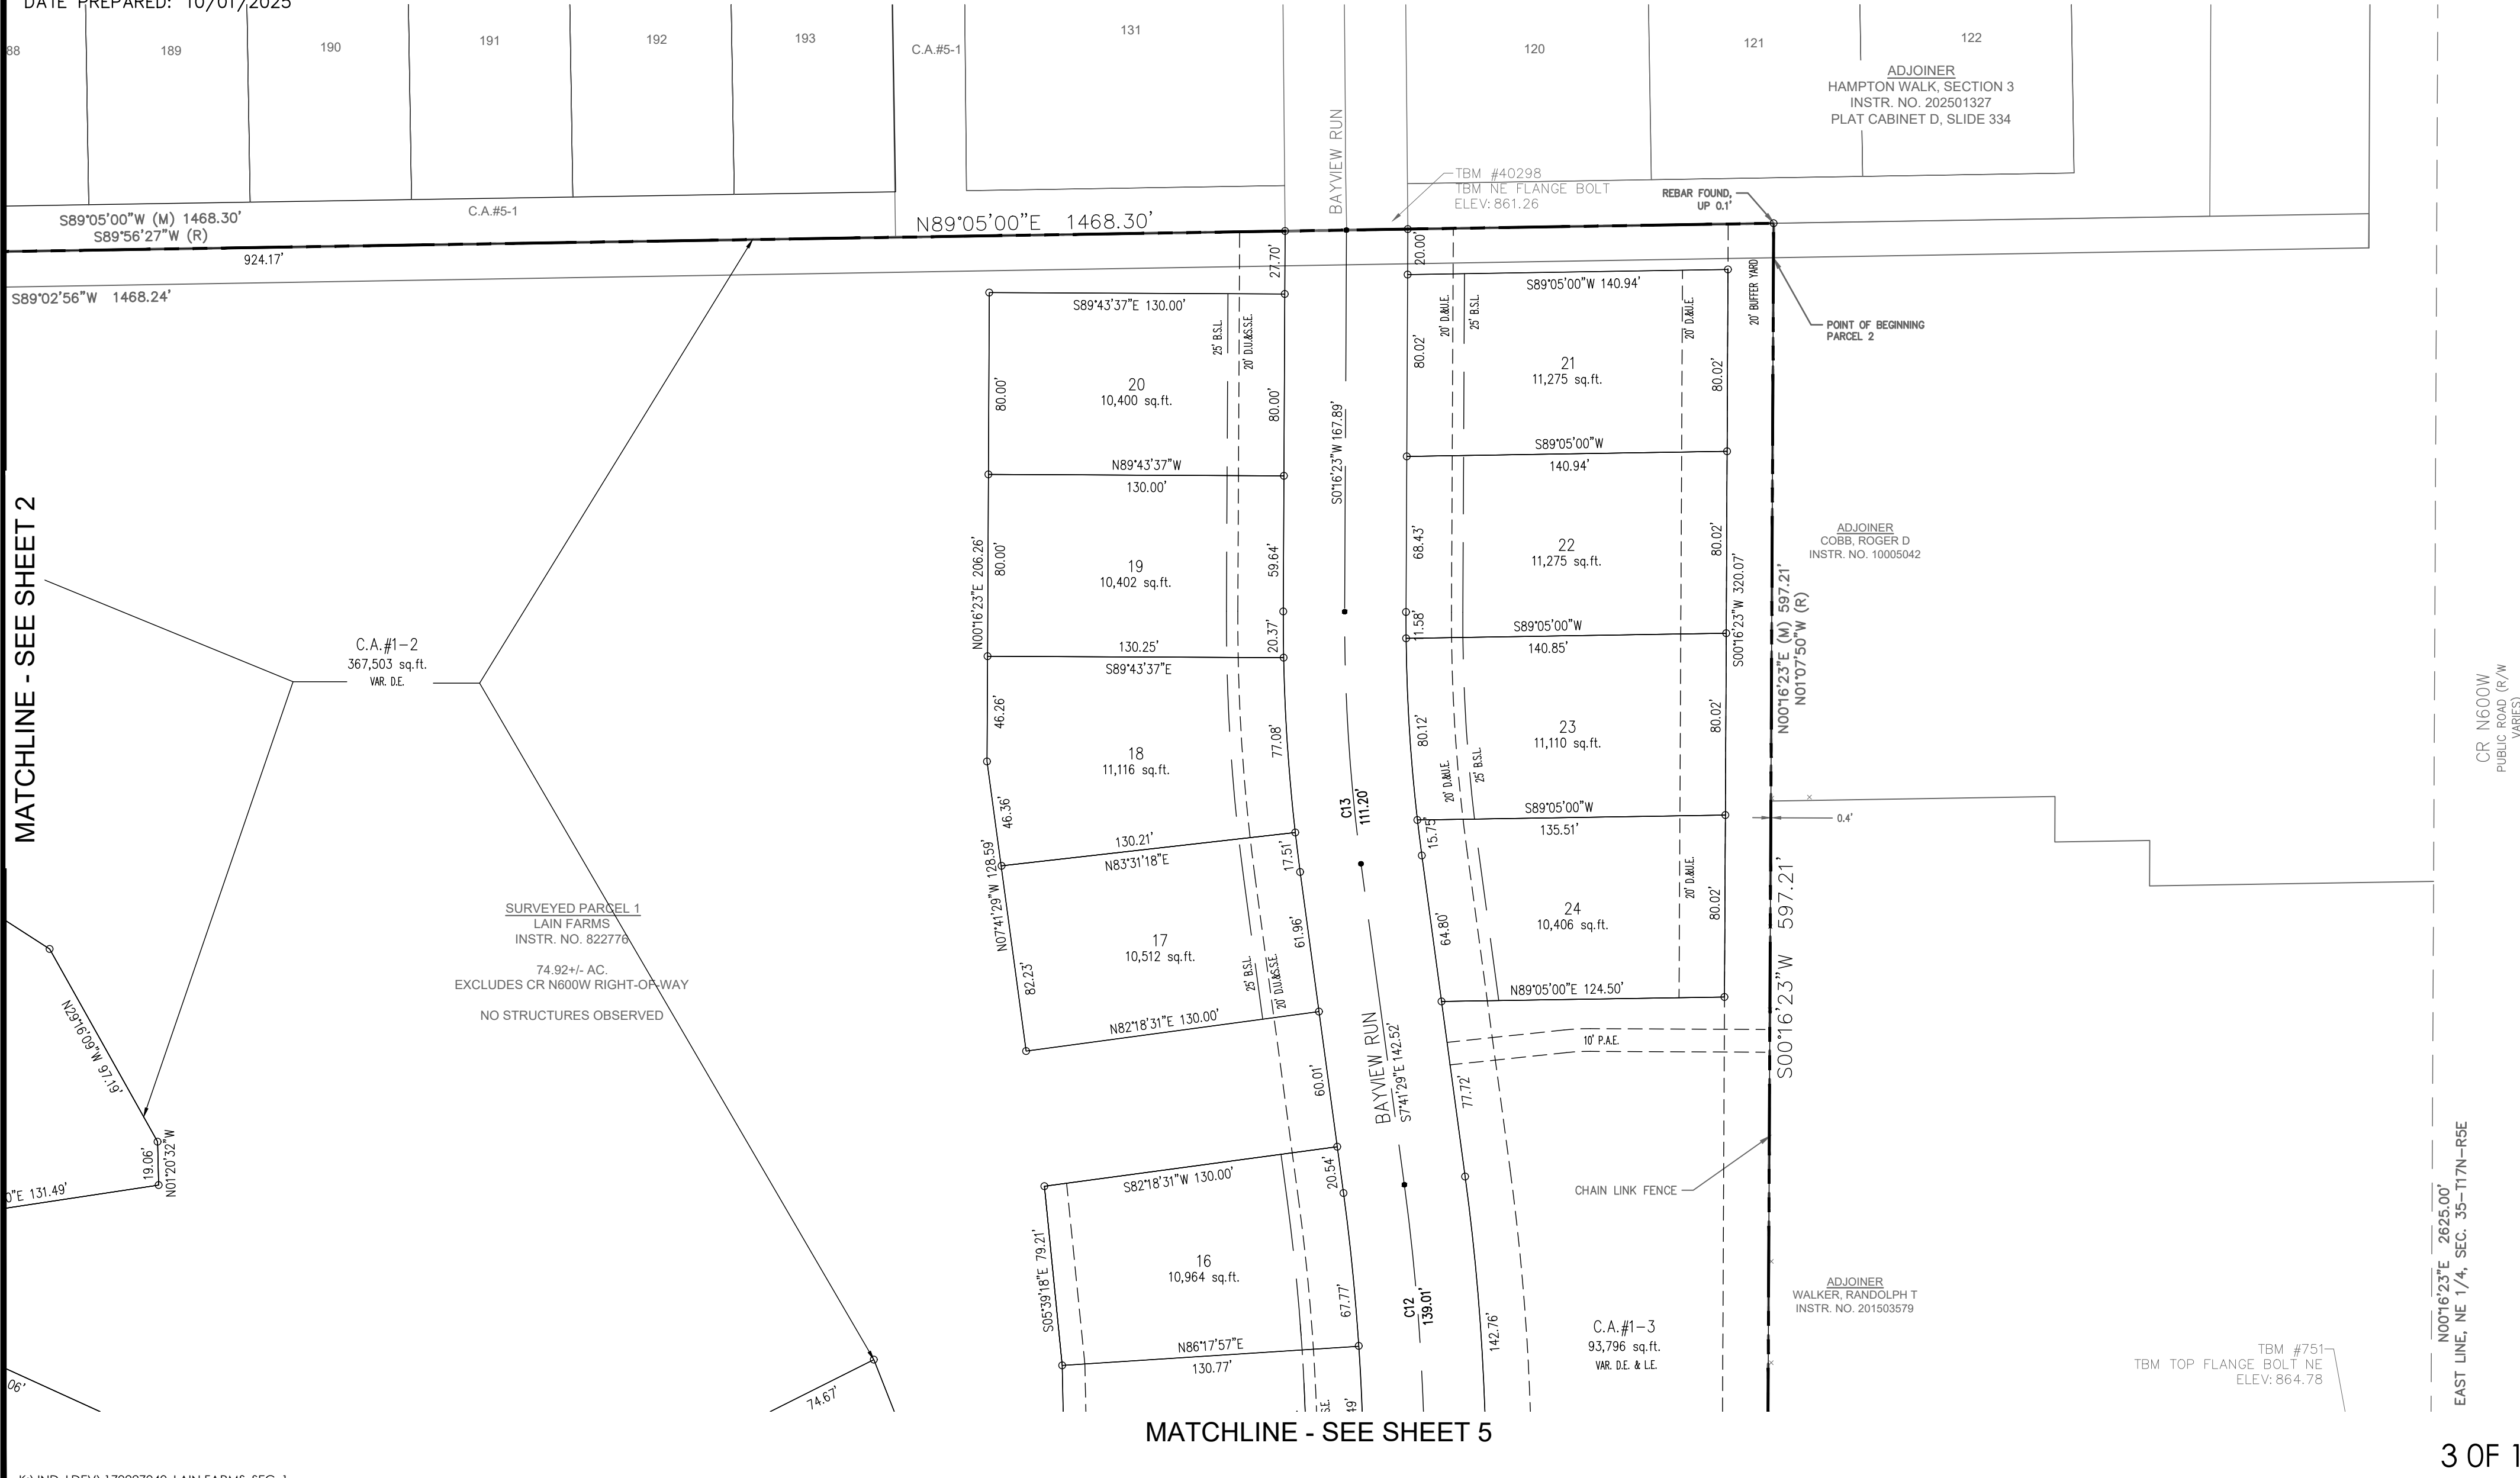 DATE PREPARED: 10/01/2025
88
189
190
191
192
193
C.A.#5-1
131
120
121
122
ADJOINER
HAMPTON WALK, SECTION 3
INSTR. NO. 202501327
PLAT CABINET D, SLIDE 334
BAYVIEW RUN
TBM #40298
TBM NE FLANGE BOLT
ELEV: 861.26
REBAR FOUND,
UP 0.1'
S89°05'00"W (M) 1468.30'
S89°56'27"W (R)
C.A.#5-1
N89°05'00"E 1468.30'
924.17'
S89°02'56"W 1468.24'
27.70'
20.00'
S89°43'37"E 130.00'
25' B.S.L.
20' D.U.&S.S.E.
S89°05'00"W 140.94'
20' D.&U.E.
25' B.S.L.
20' D.&U.E.
20' BUFFER YARD
POINT OF BEGINNING
PARCEL 2
80.00'
20
10,400 sq.ft.
80.00'
80.02'
21
11,275 sq.ft.
80.02'
S0°16'23"W 167.89'
N89°43'37"W
130.00'
S89°05'00"W
140.94'
MATCHLINE - SEE SHEET 2
N00°16'23"E 206.26'
80.00'
19
10,402 sq.ft.
59.64'
20.37'
68.43'
11.58'
22
11,275 sq.ft.
80.02'
S00°16'23"W 320.07'
ADJOINER
COBB, ROGER D
INSTR. NO. 10005042
N00°16'23"E (M) 597.21'
N01°07'50"W (R)
C.A.#1-2
367,503 sq.ft.
VAR. D.E.
130.25'
S89°43'37"E
S89°05'00"W
140.85'
CR N600W
PUBLIC ROAD (R/W
VARIES)
46.26'
46.36'
18
11,116 sq.ft.
77.08'
C13
111.20'
80.12'
20' D.&U.E.
25' B.S.L.
23
11,110 sq.ft.
80.02'
130.21'
N83°31'18"E
S89°05'00"W
135.51'
0.4'
N07°41'29"W 128.59'
17.51'
15.75'
SURVEYED PARCEL 1
LAIN FARMS
INSTR. NO. 822776
74.92+/- AC.
EXCLUDES CR N600W RIGHT-OF-WAY
NO STRUCTURES OBSERVED
82.23'
17
10,512 sq.ft.
61.96'
25' B.S.L.
20' D.U.&S.S.E.
64.80'
24
10,406 sq.ft.
20' D.&U.E.
80.02'
S00°16'23"W 597.21'
N82°18'31"E 130.00'
N89°05'00"E 124.50'
N29°16'09"W 97.19'
60.01'
BAYVIEW RUN
S7°41'29"E 142.52'
77.72'
10' P.A.E.
19.06'
N01°20'32"W
0"E 131.49'
S82°18'31"W 130.00'
20.54'
CHAIN LINK FENCE
S05°39'18"E 79.21'
16
10,964 sq.ft.
67.77'
C12
139.01'
142.76'
ADJOINER
WALKER, RANDOLPH T
INSTR. NO. 201503579
N00°16'23"E 2625.00'
EAST LINE, NE 1/4, SEC. 35-T17N-R5E
N86°17'57"E
130.77'
C.A.#1-3
93,796 sq.ft.
VAR. D.E. & L.E.
TBM #751
TBM TOP FLANGE BOLT NE
ELEV: 864.78
06'
74.67'
S.E.
49'
MATCHLINE - SEE SHEET 5
3 OF 1